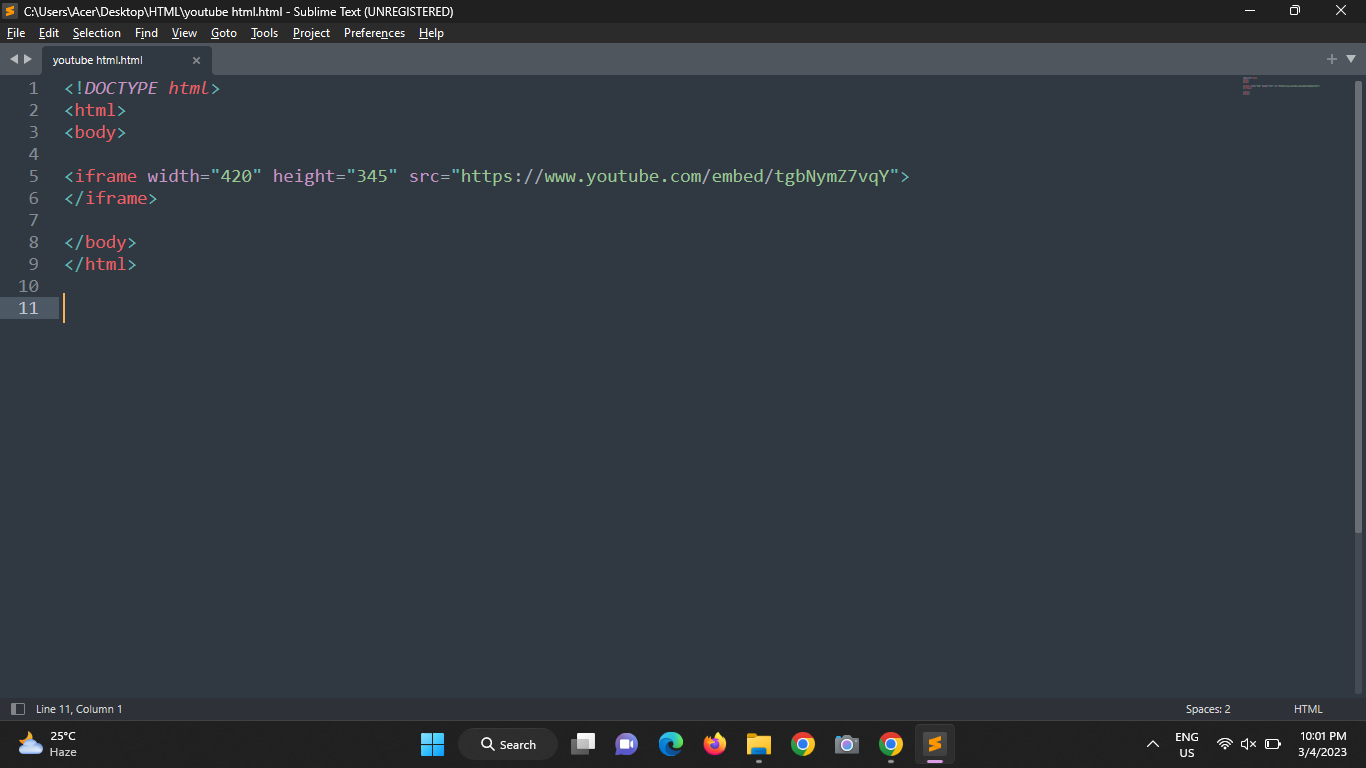 C:\Users\Acer\Desktop\HTML\youtube html.html - Sublime Text (UNREGISTERED)
File Edit Selection Find View Goto Tools Project Preferences Help
youtube html.html
1 <!DOCTYPE html>
2 <html>
3 <body>
4
5 <iframe width="420" height="345" src="https://www.youtube.com/embed/tgbNymZ7vqY">
6 </iframe>
7
8 </body>
9 </html>
10
11
Line 11, Column 1 Spaces: 2 HTML
25°C
Haze
Search
ENG
US
10:01 PM
3/4/2023